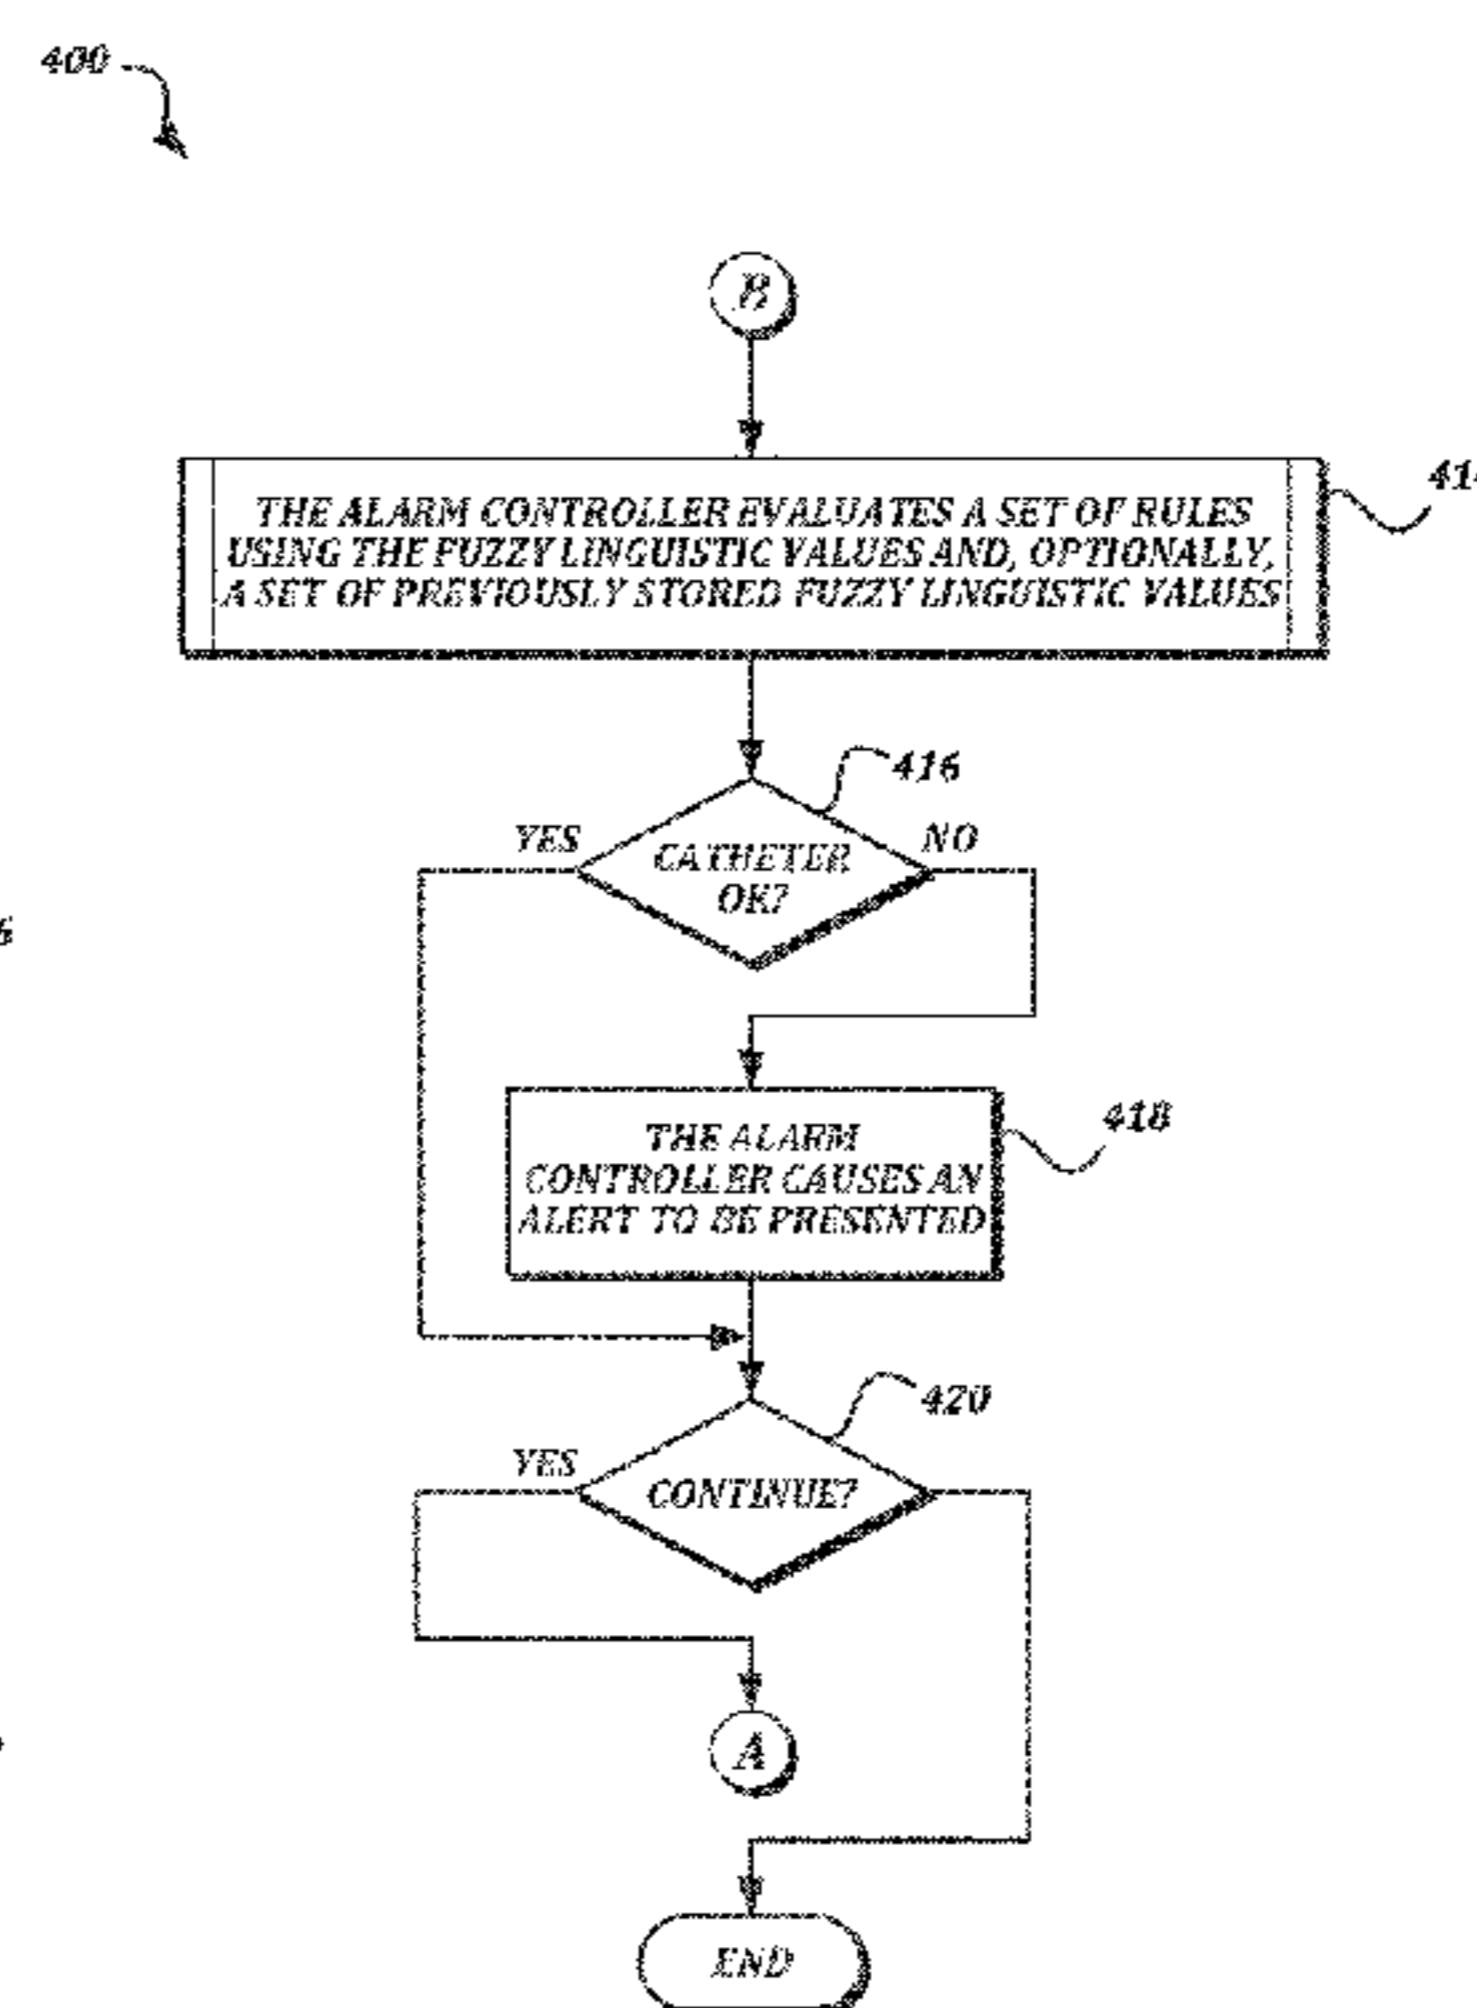 400
B
THE ALARM CONTROLLER EVALUATES A SET OF RULES
USING THE FUZZY LINGUISTIC VALUES AND, OPTIONALLY,
A SET OF PREVIOUSLY STORED FUZZY LINGUISTIC VALUES
416
YES
NO
CATHETER
OK?
THE ALARM
CONTROLLER CAUSES AN
ALERT TO BE PRESENTED
418
420
YES
CONTINUE?
A
END